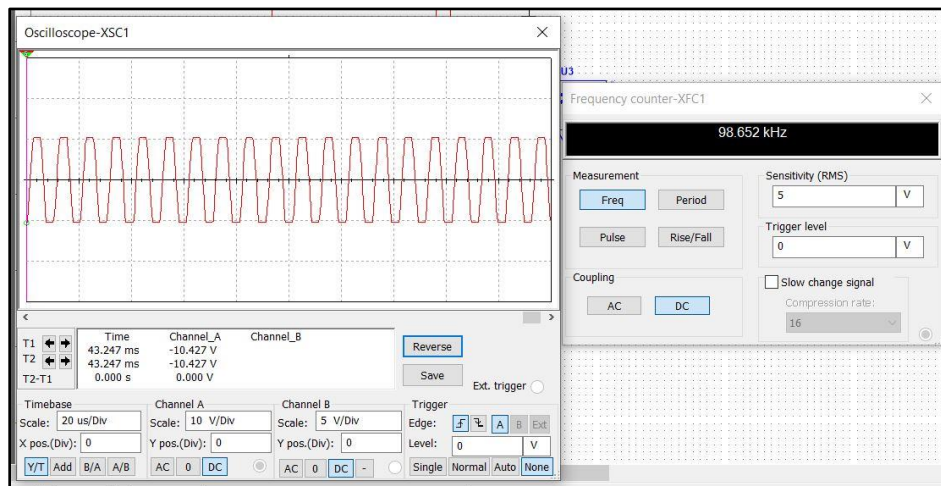 Oscilloscope-XSC1
U3
Frequency counter-XFC1
98.652 kHz
Measurement
Freq Period
Pulse Rise/Fall
Coupling
AC DC
Sensitivity (RMS)
5 V
Trigger level
0 V
Slow change signal
Compression rate:
16
T1
T2
T2-T1
Time Channel_A Channel_B
43.247 ms -10.427 V
43.247 ms -10.427 V
0.000 s 0.000 V
Reverse
Save
Ext. trigger
Timebase
Scale: 20 us/Div
X pos.(Div): 0
Y/T Add B/A A/B
Channel A
Scale: 10 V/Div
Y pos.(Div): 0
AC 0 DC
Channel B
Scale: 5 V/Div
Y pos.(Div): 0
AC 0 DC -
Trigger
Edge: A B Ext
Level: 0 V
Single Normal Auto None